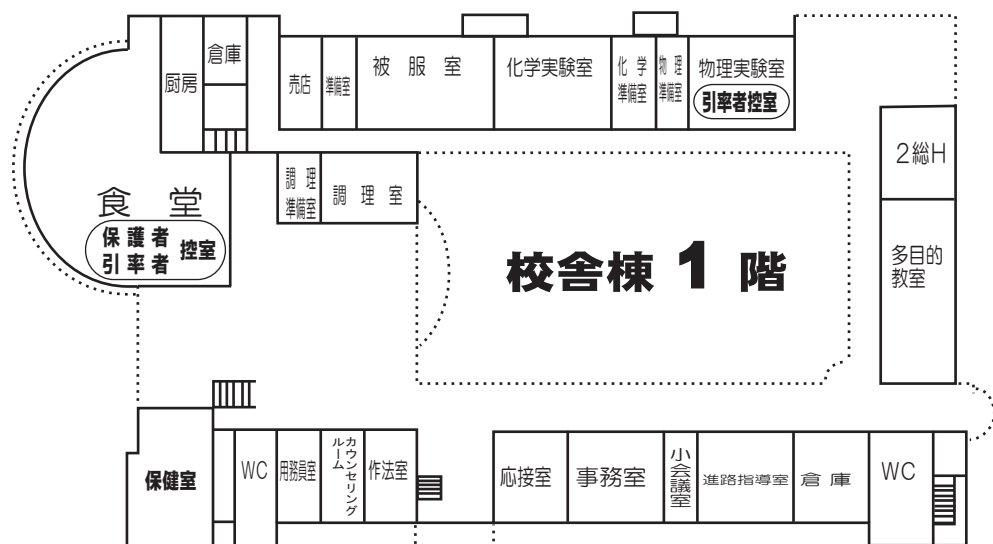 厨房
倉庫
売店
準備室
被服室
化学実験室
化学
準備室
物理
準備室
物理実験室
引率者控室
2総H
食堂
保護者
引率者
控室
調理
準備室
調理室
校舎棟 1 階
多目的
教室
保健室
WC
用務員室
カウンセリング
ルーム
作法室
応接室
事務室
小会議室
進路指導室
倉庫
WC